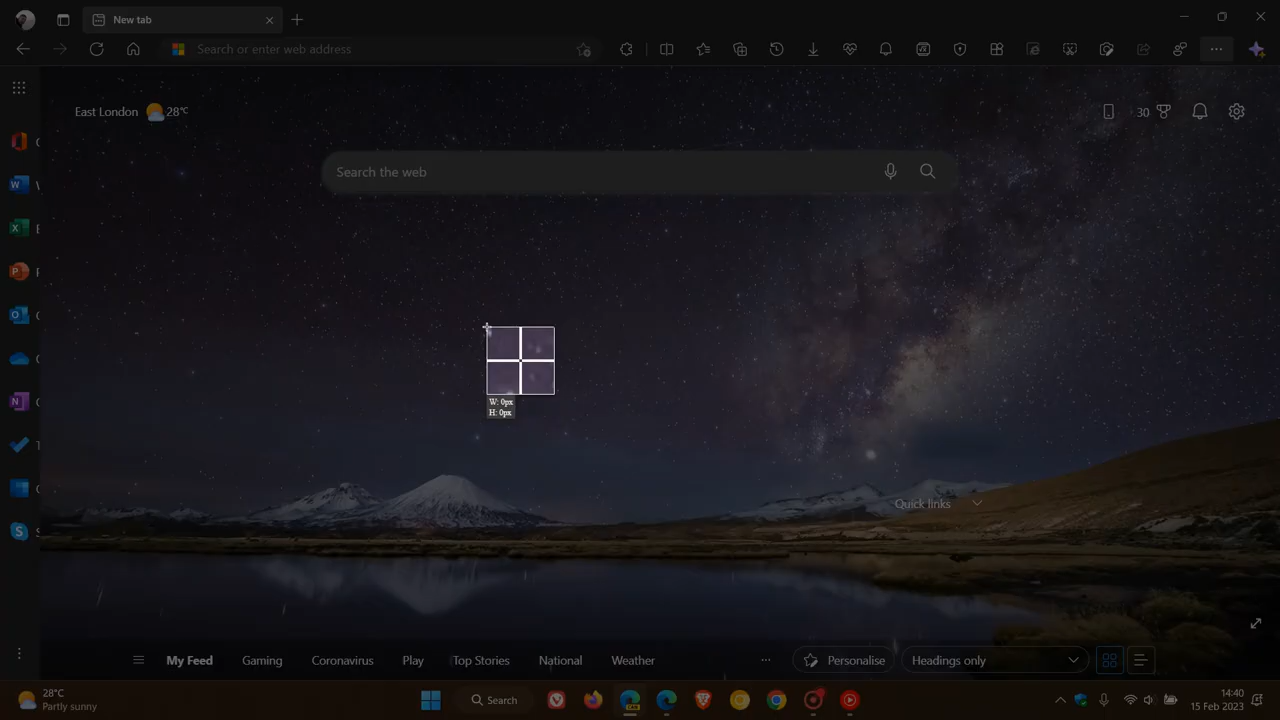 New tab
Search or enter web address
East London 28°C
30
Search the web
W: 0px
H: 0px
Quick links
My Feed Gaming Coronavirus Play Top Stories National Weather ... Personalise Headings only
28°C
Partly sunny
Search
CAN
14:40
15 Feb 2023